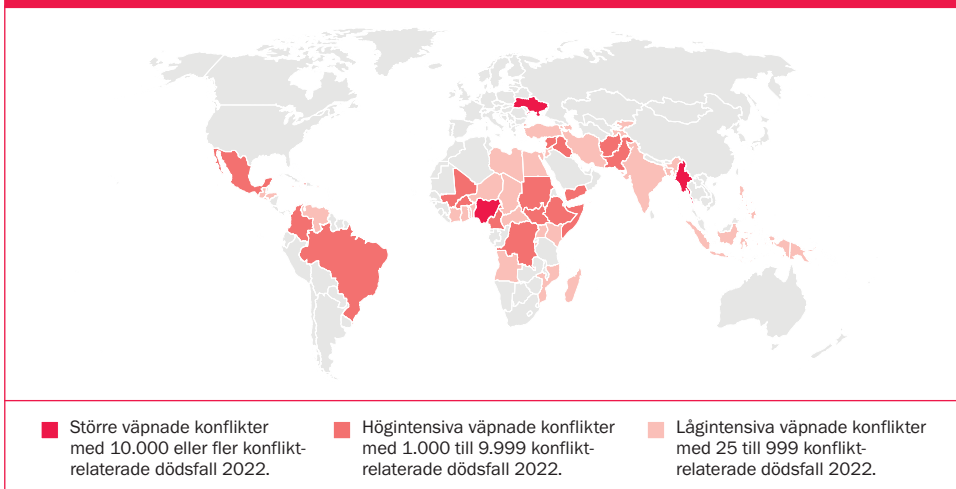 Större väpnade konflikter
med 10.000 eller fler konflikt-
relaterade dödsfall 2022.
Högintensiva väpnade konflikter
med 1.000 till 9.999 konflikt-
relaterade dödsfall 2022.
Lågintensiva väpnade konflikter
med 25 till 999 konflikt-
relaterade dödsfall 2022.